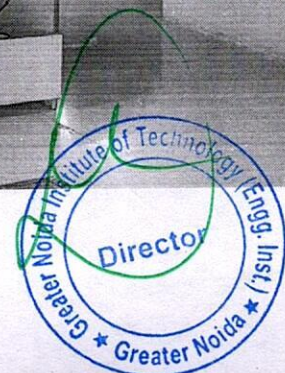 Greater Noida Institute of Technology (Engg. Inst.)
Director
★ Greater Noida ★